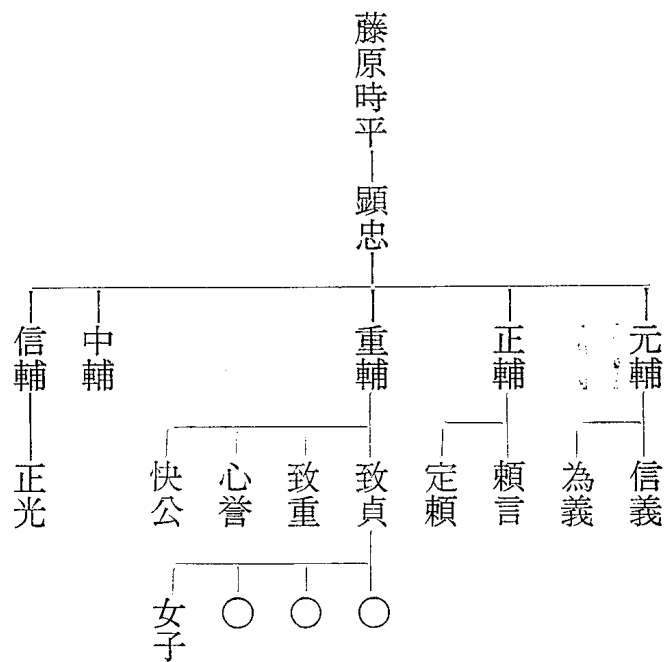 藤原時平
顕忠
元輔
正輔
重輔
中輔
信輔
信義
為義
頼言
定頼
致貞
致重
心誉
快公
正光
○
○
○
女子